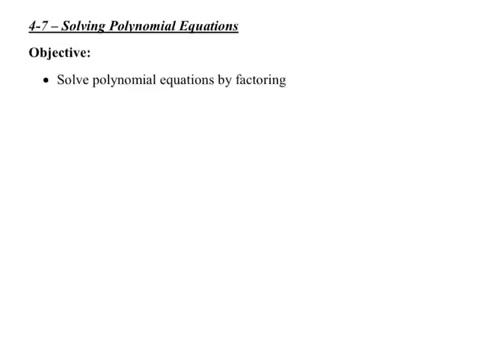 4-7 – Solving Polynomial Equations
Objective:
• Solve polynomial equations by factoring